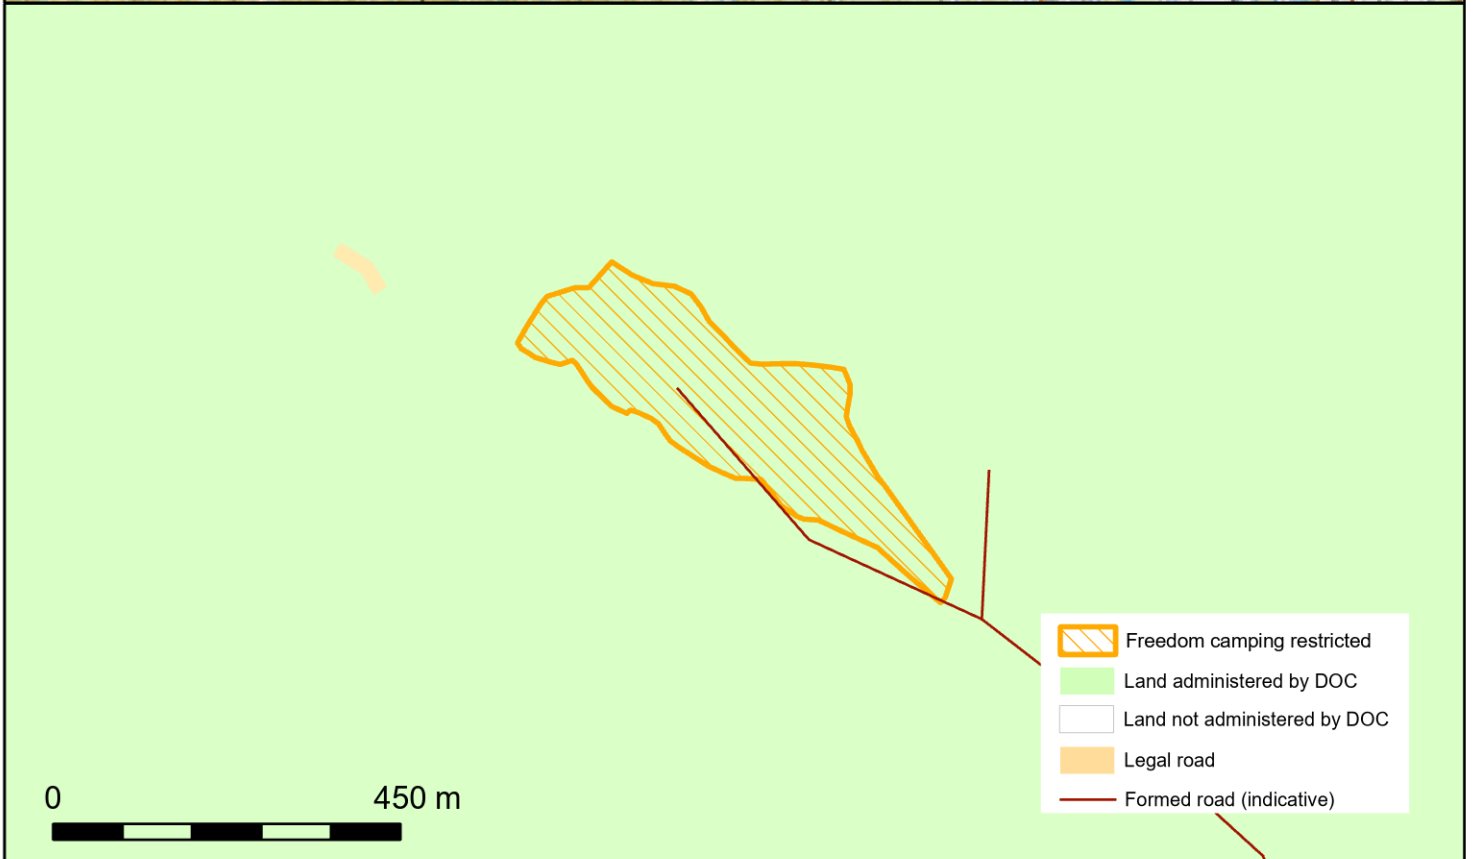 Freedom camping restricted
Land administered by DOC
Land not administered by DOC
Legal road
Formed road (indicative)
0 450 m